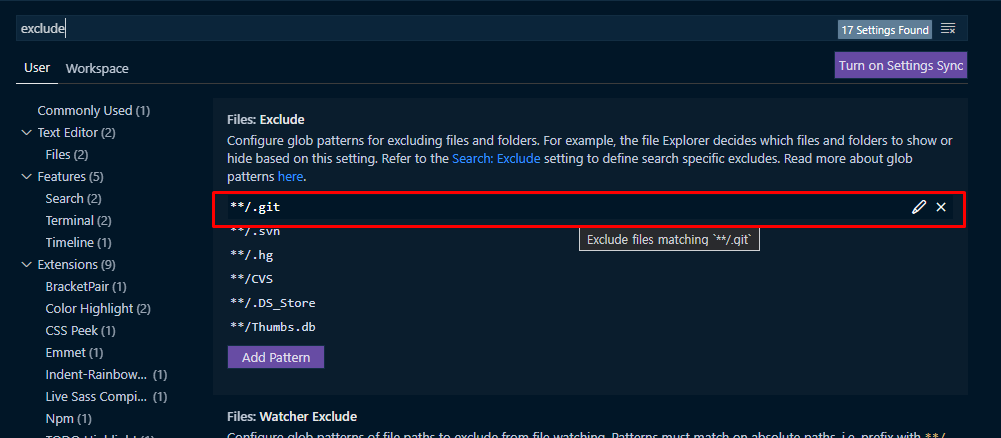 exclude
17 Settings Found
User
Workspace
Turn on Settings Sync
Commonly Used (1)
Text Editor (2)
Files (2)
Features (5)
Search (2)
Terminal (2)
Timeline (1)
Extensions (9)
BracketPair (1)
Color Highlight (2)
CSS Peek (1)
Emmet (1)
Indent-Rainbow... (1)
Live Sass Compi... (1)
Npm (1)
TODO Highlight (1)
Files: Exclude
Configure glob patterns for excluding files and folders. For example, the file Explorer decides which files and folders to show or
hide based on this setting. Refer to the Search: Exclude setting to define search specific excludes. Read more about glob
patterns here.
**/.git
**/.svn
Exclude files matching `**/.git`
**/.hg
**/CVS
**/.DS_Store
**/Thumbs.db
Add Pattern
Files: Watcher Exclude
Configure glob patterns of file paths to exclude from file watching. Patterns must match on absolute paths, i.e. prefix with **/